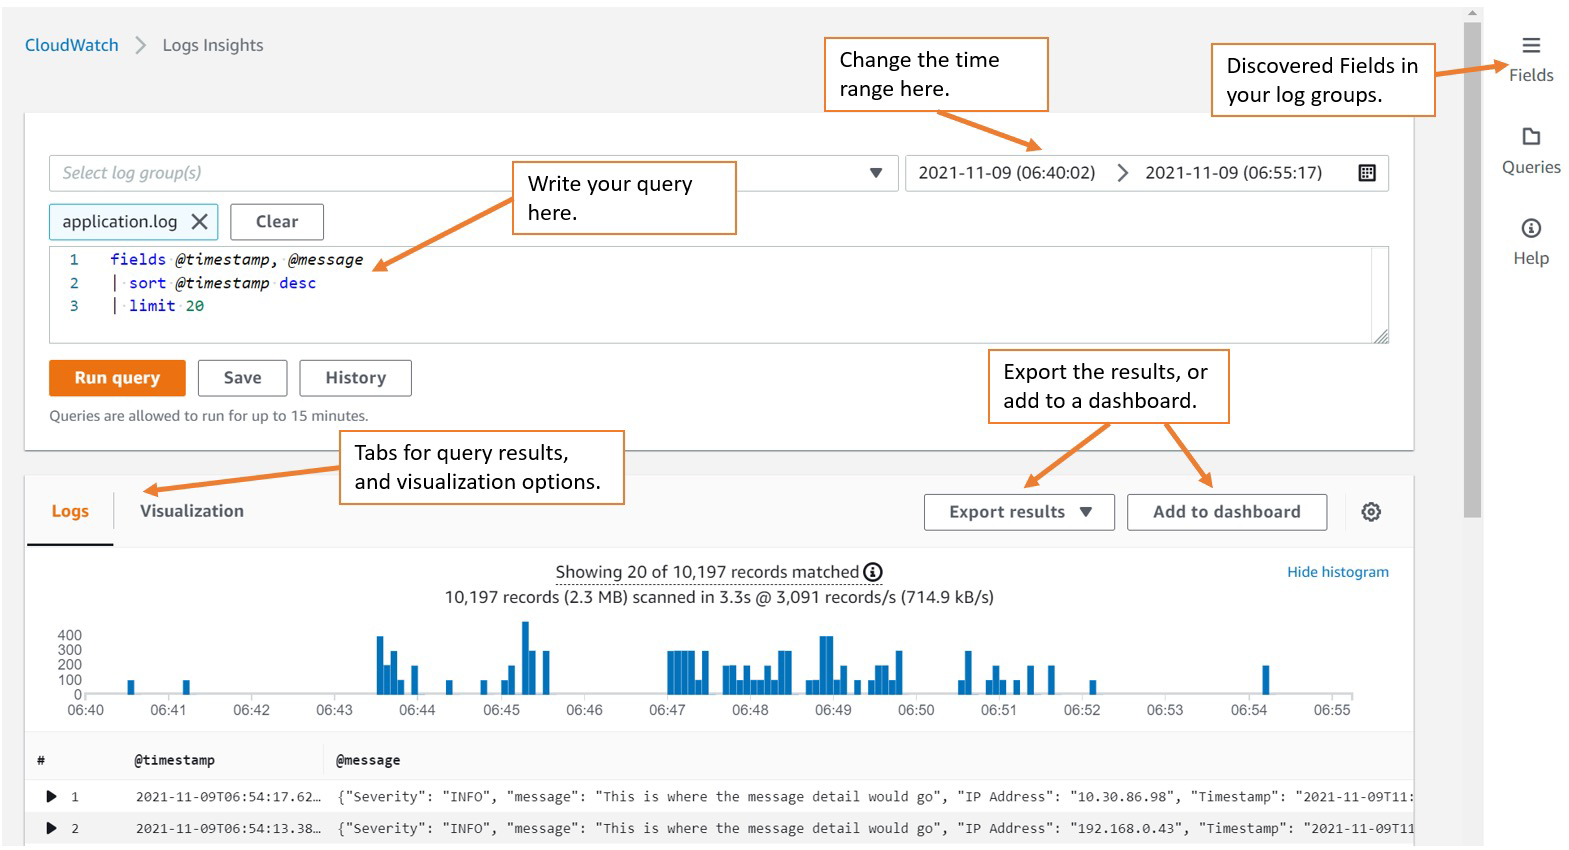 CloudWatch > Logs Insights
Change the time
range here.
Discovered Fields in
your log groups.
Fields
Queries
Help
Select log group(s)
Write your query
here.
2021-11-09 (06:40:02) > 2021-11-09 (06:55:17)
application.log
Clear
1 fields @timestamp, @message
2 | sort @timestamp desc
3 | limit 20
Run query
Save
History
Queries are allowed to run for up to 15 minutes.
Export the results, or
add to a dashboard.
Tabs for query results,
and visualization options.
Logs
Visualization
Export results
Add to dashboard
Showing 20 of 10,197 records matched
Hide histogram
10,197 records (2.3 MB) scanned in 3.3s @ 3,091 records/s (714.9 kB/s)
400
300
200
100
0
06:40 06:41 06:42 06:43 06:44 06:45 06:46 06:47 06:48 06:49 06:50 06:51 06:52 06:53 06:54 06:55
# @timestamp @message
1 2021-11-09T06:54:17.62… {"Severity": "INFO", "message": "This is where the message detail would go", "IP Address": "10.30.86.98", "Timestamp": "2021-11-09T11:
2 2021-11-09T06:54:13.38… {"Severity": "INFO", "message": "This is where the message detail would go", "IP Address": "192.168.0.43", "Timestamp": "2021-11-09T11